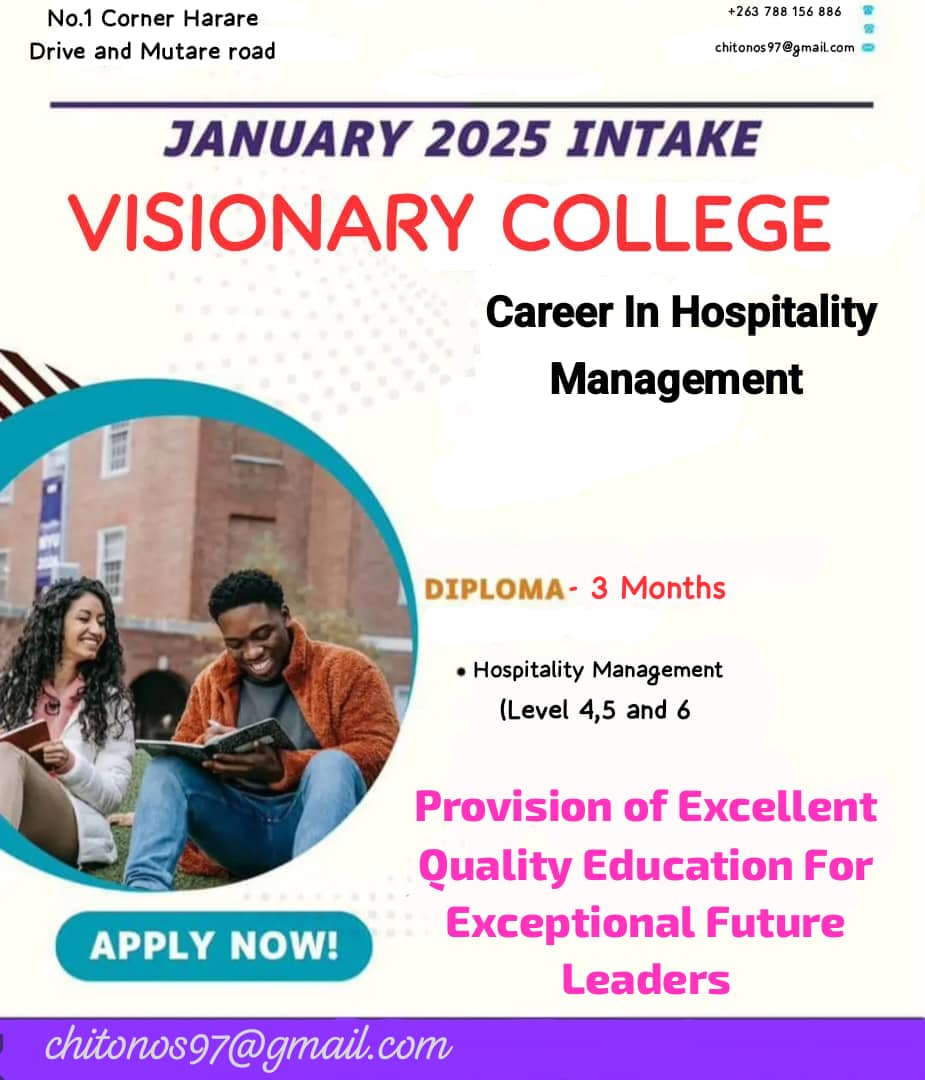 No.1 Corner Harare
Drive and Mutare road
+263 788 156 886
chitonos97@gmail.com
JANUARY 2025 INTAKE
VISIONARY COLLEGE
Career In Hospitality
Management
DIPLOMA - 3 Months
• Hospitality Management
(Level 4,5 and 6
Provision of Excellent
Quality Education For
Exceptional Future
Leaders
APPLY NOW!
chitonos97@gmail.com